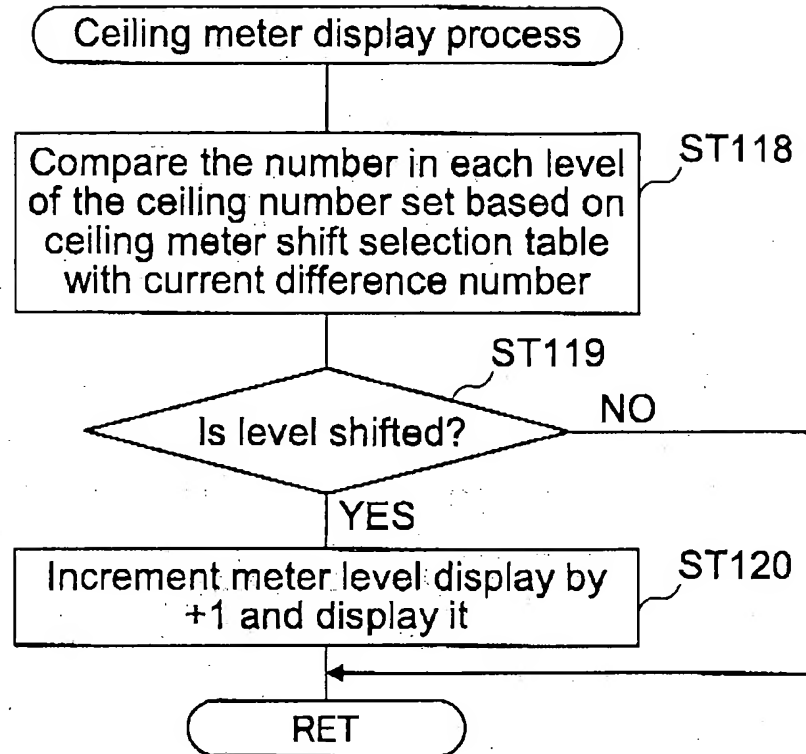 Ceiling meter display process
Compare the number in each level
of the ceiling number set based on
ceiling meter shift selection table
with current difference number
ST118
ST119
Is level shifted?
NO
YES
Increment meter level display by
+1 and display it
ST120
RET